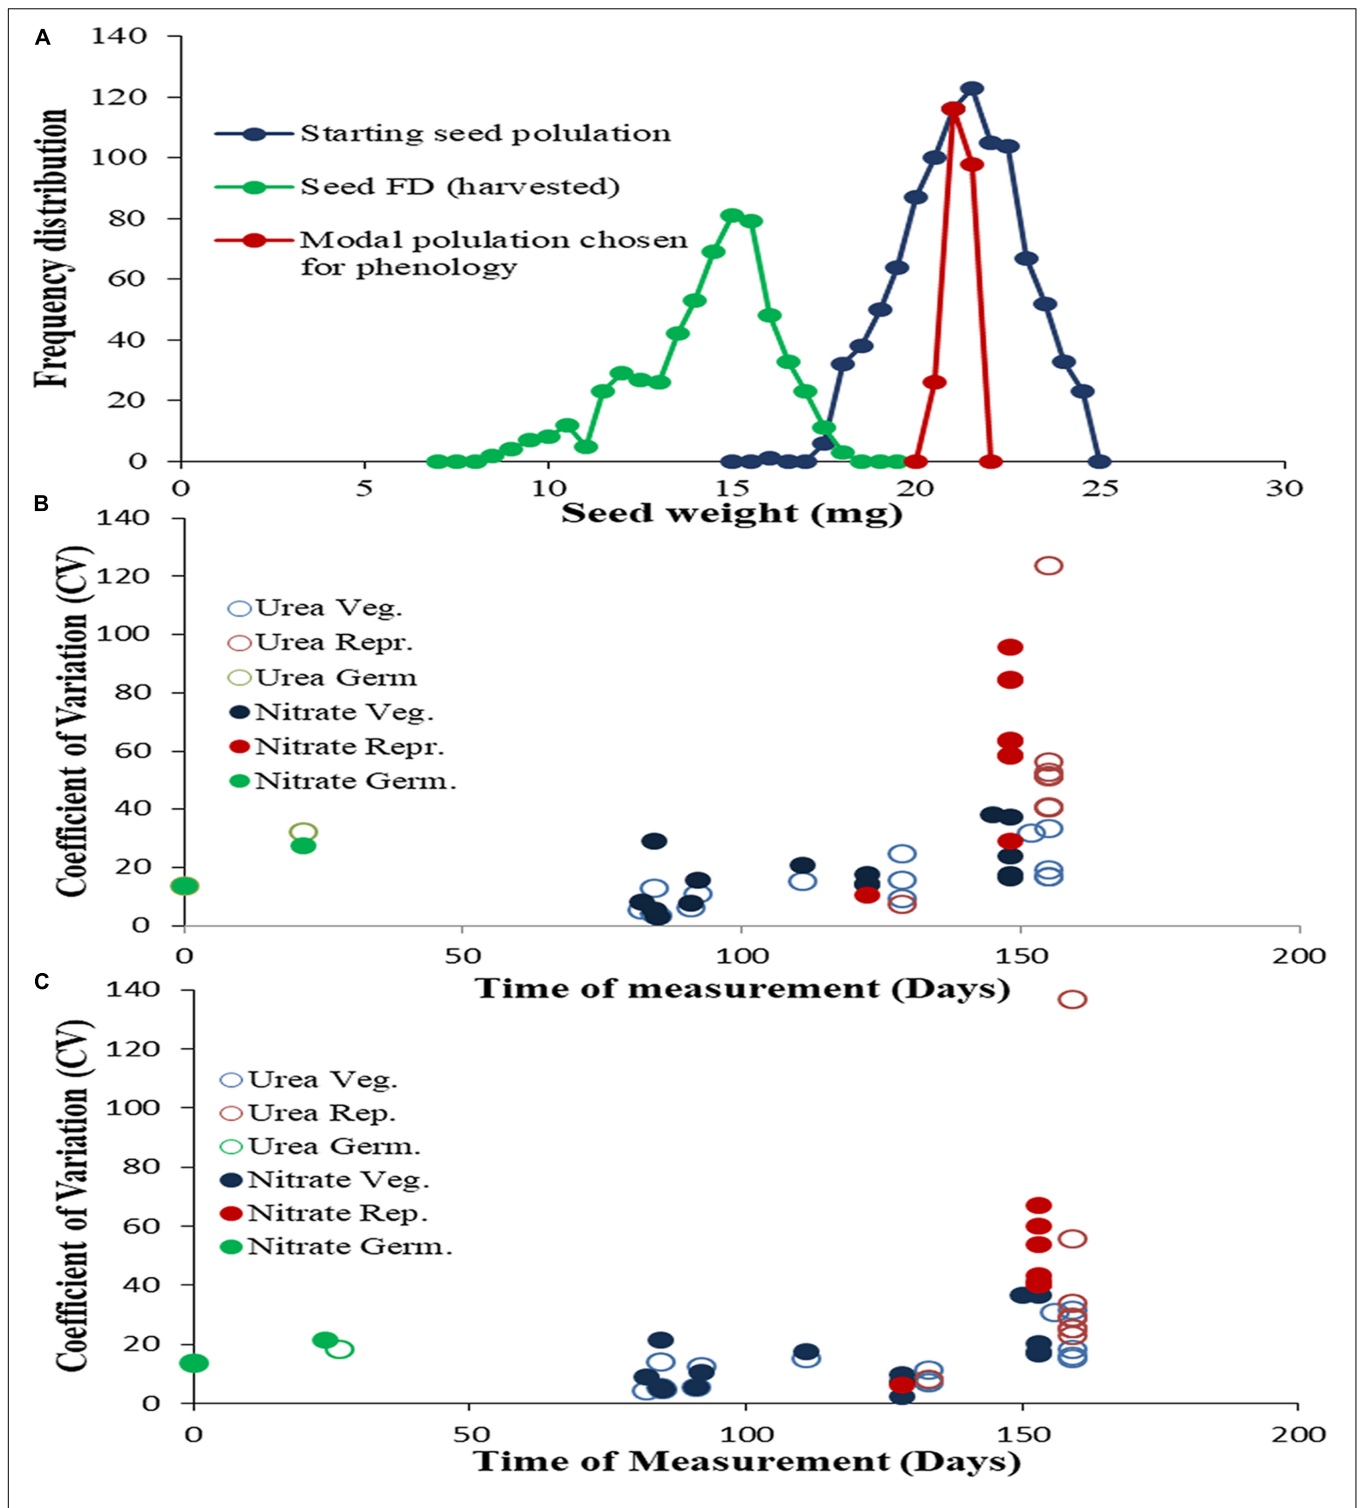 A
140
120
100
80
60
40
20
0
Frequency distribution
Starting seed polulation
Seed FD (harvested)
Modal polulation chosen
for phenology
0 5 10 15 20 25 30
Seed weight (mg)
B
140
120
100
80
60
40
20
0
Coefficient of Variation (CV)
Urea Veg.
Urea Repr.
Urea Germ
Nitrate Veg.
Nitrate Repr.
Nitrate Germ.
0 50 100 150 200
Time of measurement (Days)
C
140
120
100
80
60
40
20
0
Coefficient of Variation (CV)
Urea Veg.
Urea Rep.
Urea Germ.
Nitrate Veg.
Nitrate Rep.
Nitrate Germ.
0 50 100 150 200
Time of Measurement (Days)